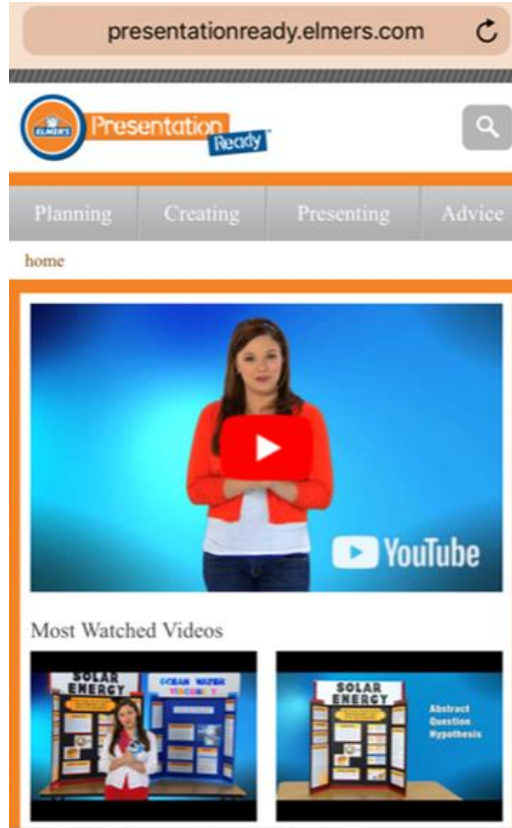 presentationready.elmers.com
ELMER'S
Presentation
Ready
Planning Creating Presenting Advice
home
YouTube
Most Watched Videos
SOLAR
ENERGY
OCEAN WATER
SOLAR
ENERGY
Abstract
Question
Hypothesis